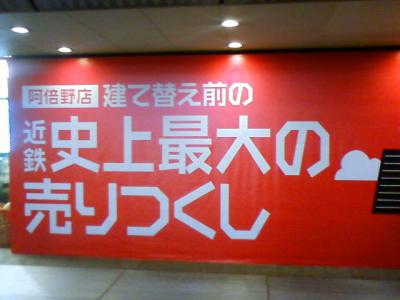 阿倍野店 建て替え前の
近鉄 史上最大の
売りつくし